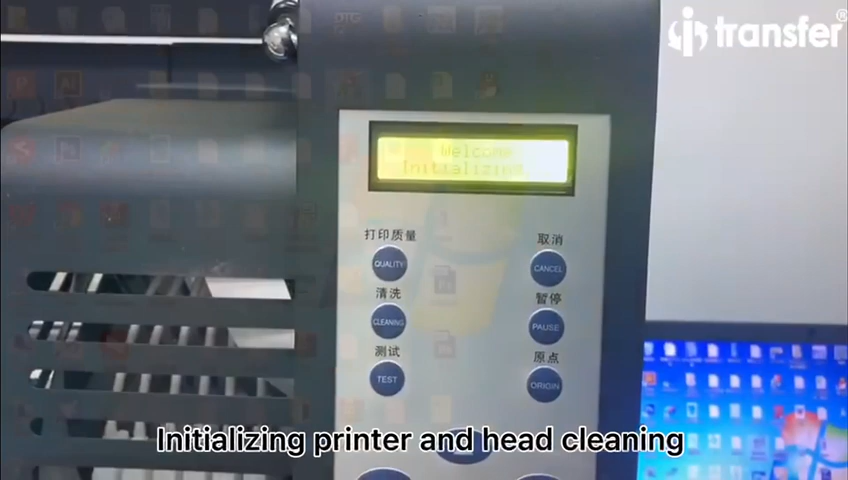 transfer®
Welcome
Initializing
打印质量
取消
QUALITY
CANCEL
清洗
暂停
CLEANING
PAUSE
测试
原点
TEST
ORIGIN
Initializing printer and head cleaning